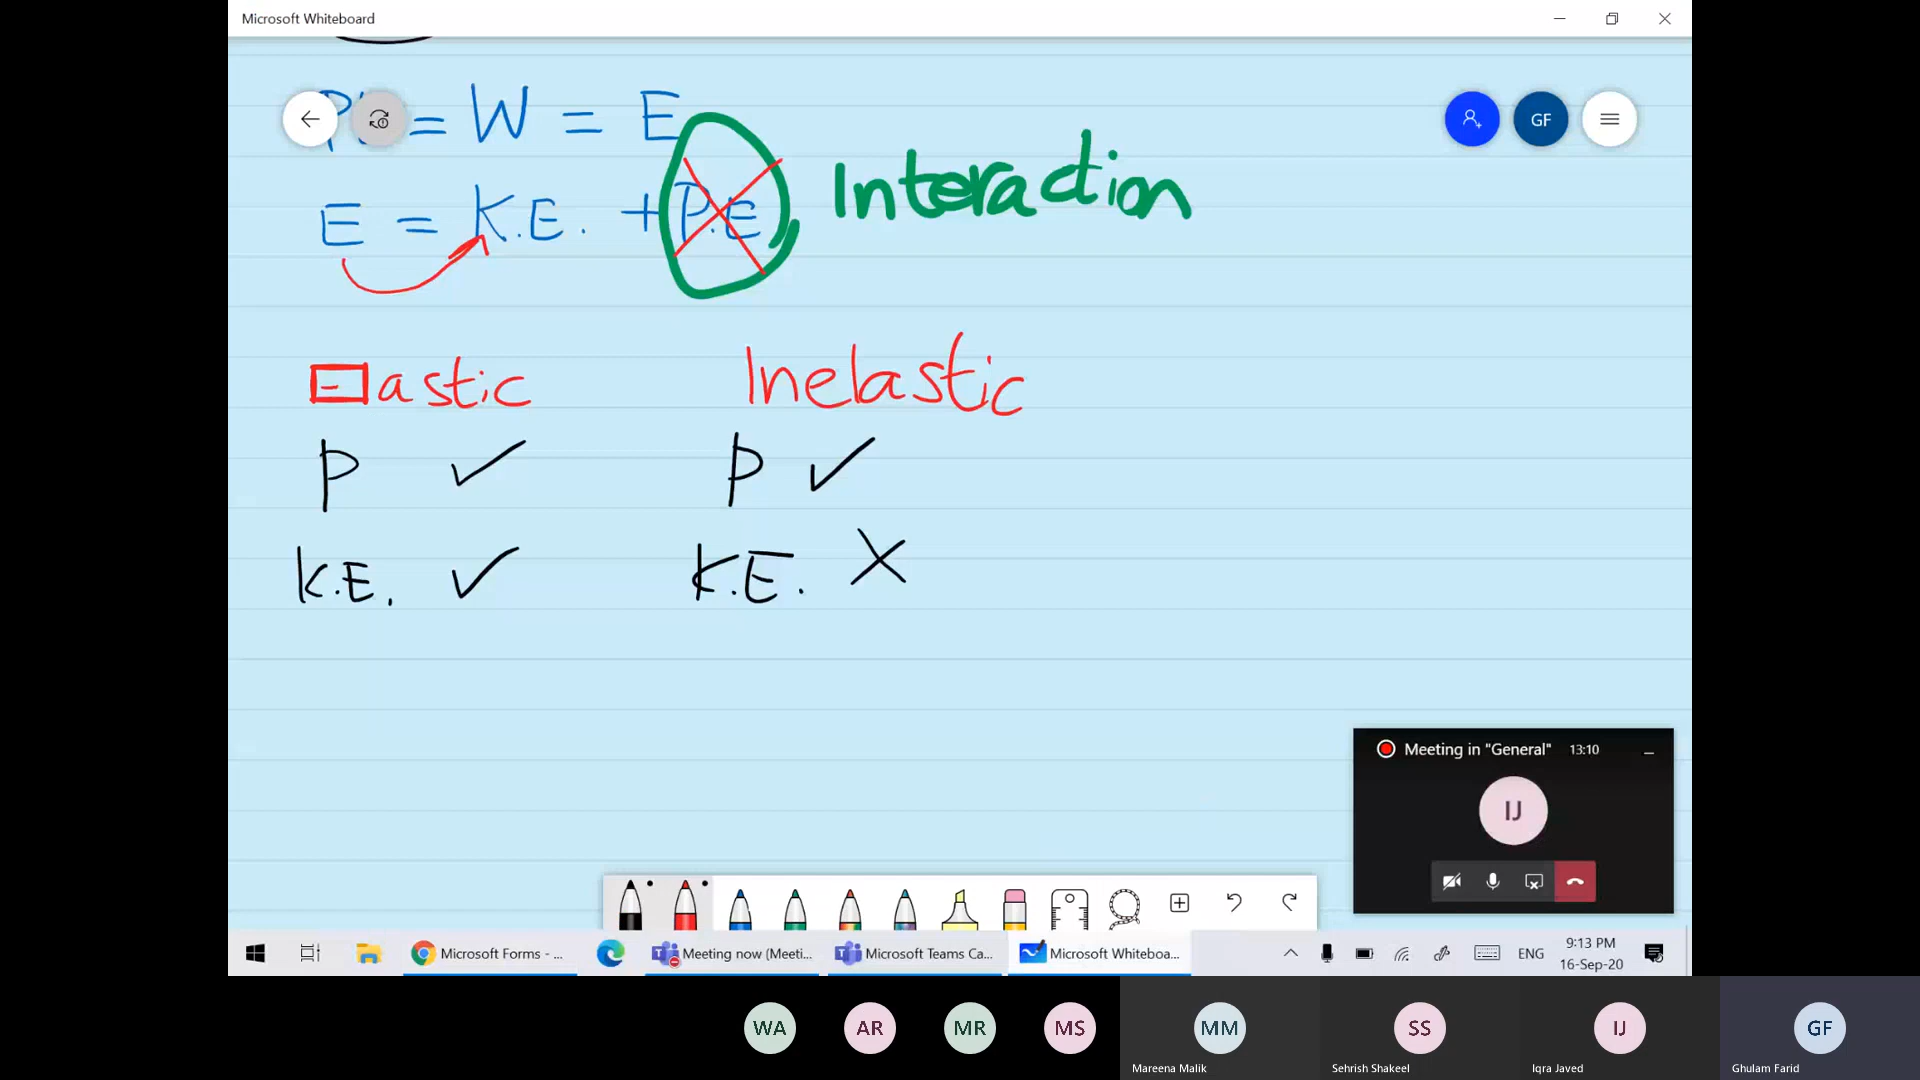 Microsoft Whiteboard
= W = E
E = K.E. + P.E
Interaction
Elastic Inelastic
P ✓ P ✓
K.E. ✓ K.E. X
GF
Meeting in "General" 13:10
IJ
Microsoft Forms - ...
Meeting now (Meeti...
Microsoft Teams Ca...
Microsoft Whiteboa...
ENG
9:13 PM
16-Sep-20
WA AR MR MS MM SS IJ GF
Mareena Malik Sehrish Shakeel Iqra Javed Ghulam Farid